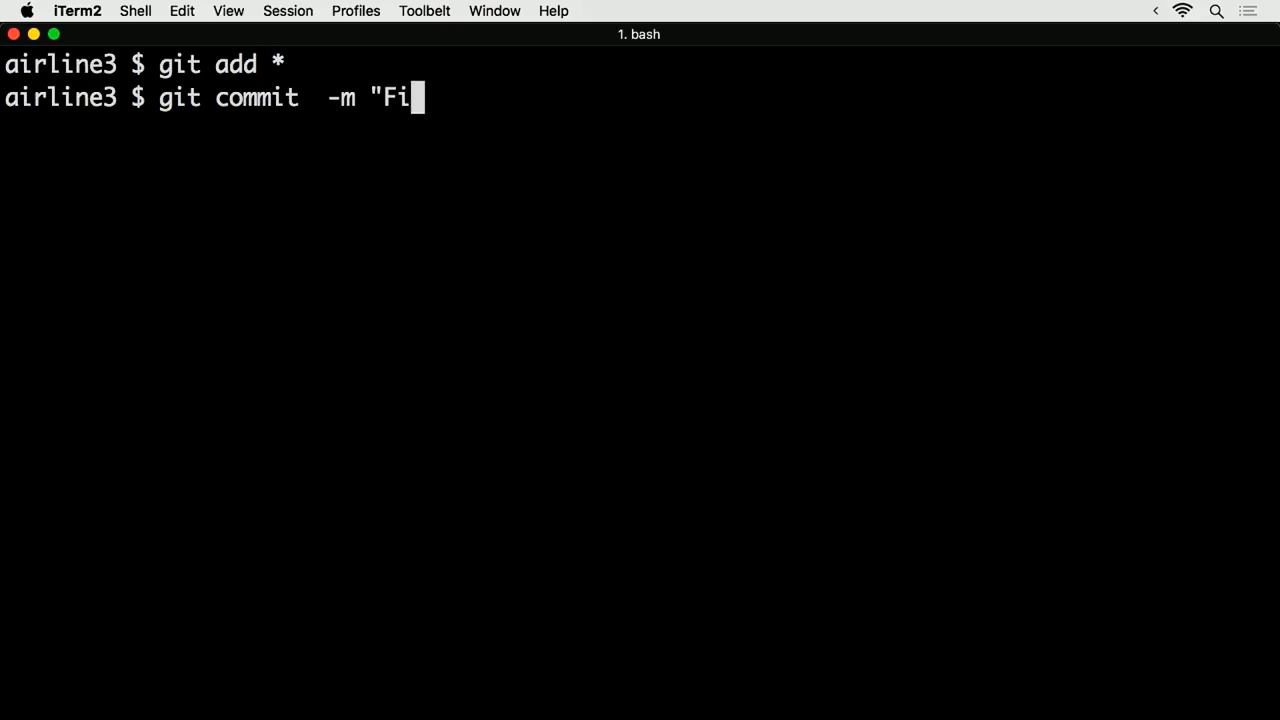 iTerm2 Shell Edit View Session Profiles Toolbelt Window Help
1. bash
airline3 $ git add *
airline3 $ git commit  -m "Fi